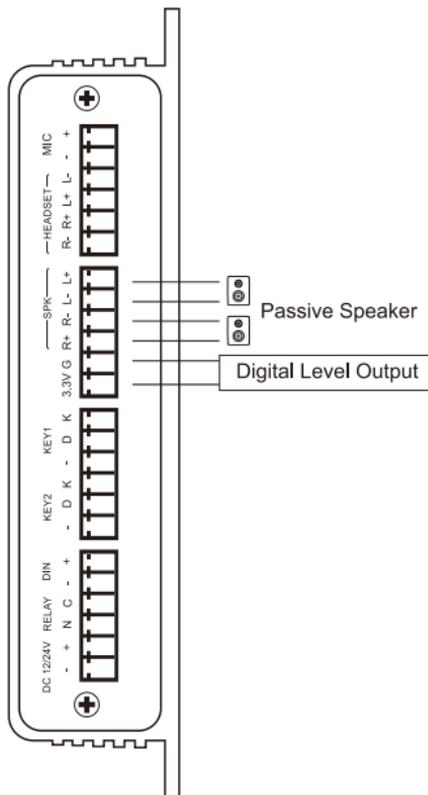 MIC
+
-
HEADSET
L-
L+
R+
R-
SPK
L+
L-
R-
R+
G
3.3V
Passive Speaker
Digital Level Output
KEY1
K
D
-
KEY2
K
D
-
DIN
+
-
RELAY
C
N
DC 12/24V
+
-